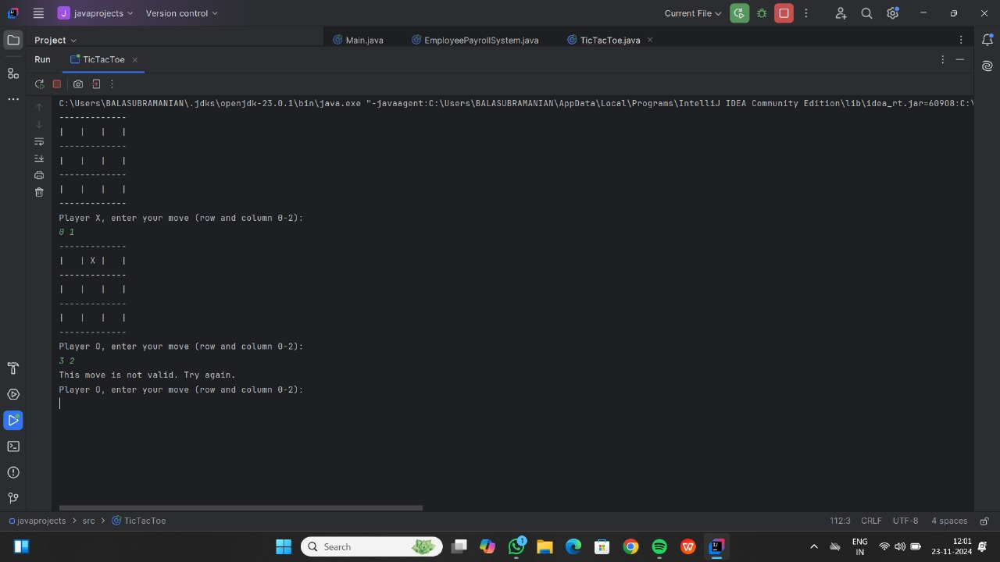 J javaprojects Version control Current File
Project Main.java EmployeePayrollSystem.java TicTacToe.java
Run TicTacToe
C:\Users\BALASUBRAMANIAN\.jdks\openjdk-23.0.1\bin\java.exe "-javaagent:C:\Users\BALASUBRAMANIAN\AppData\Local\Programs\IntelliJ IDEA Community Edition\lib\idea_rt.jar=60908:C:\
-------------
|   |   |   |
-------------
|   |   |   |
-------------
|   |   |   |
-------------
Player X, enter your move (row and column 0-2):
0 1
-------------
|   | X |   |
-------------
|   |   |   |
-------------
|   |   |   |
-------------
Player O, enter your move (row and column 0-2):
3 2
This move is not valid. Try again.
Player O, enter your move (row and column 0-2):
javaprojects > src > TicTacToe 112:3 CRLF UTF-8 4 spaces
Search 1 ENG 12:01
IN 23-11-2024